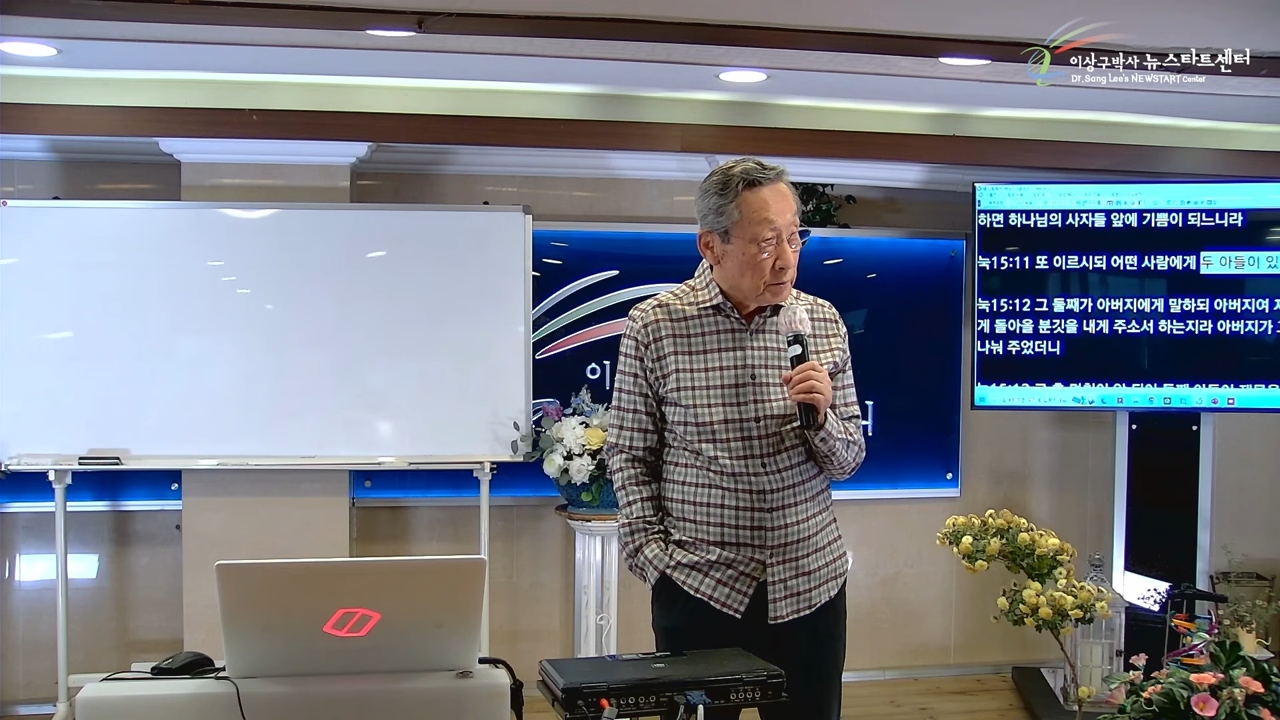 이상구박사 뉴스타트센터
Dr. Sang Lee's NEWSTART Center
하면 하나님의 사자들 앞에 기쁨이 되느니라
눅15:11 또 이르시되 어떤 사람에게 두 아들이 있
눅15:12 그 둘째가 아버지에게 말하되 아버지여 재
게 돌아올 분깃을 내게 주소서 하는지라 아버지가 그
나눠 주었더니
이
터